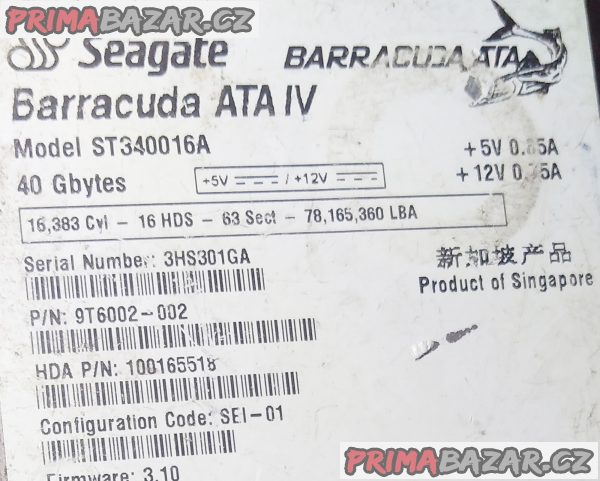 PRIMABAZAR.CZ
Seagate
BARRACUDA ATA
Barracuda ATA IV
Model ST340016A
+5V 0.85A
40 Gbytes
+5V / +12V
+12V 0.75A
16,383 Cyl - 16 HDS - 63 Sect - 78,165,360 LBA
Serial Number: 3HS301GA
新加坡产品
Product of Singapore
P/N: 9T6002-002
HDA P/N: 100165518
Configuration Code: SEI-01
Firmware: 3.10
PRIMABAZAR.CZ